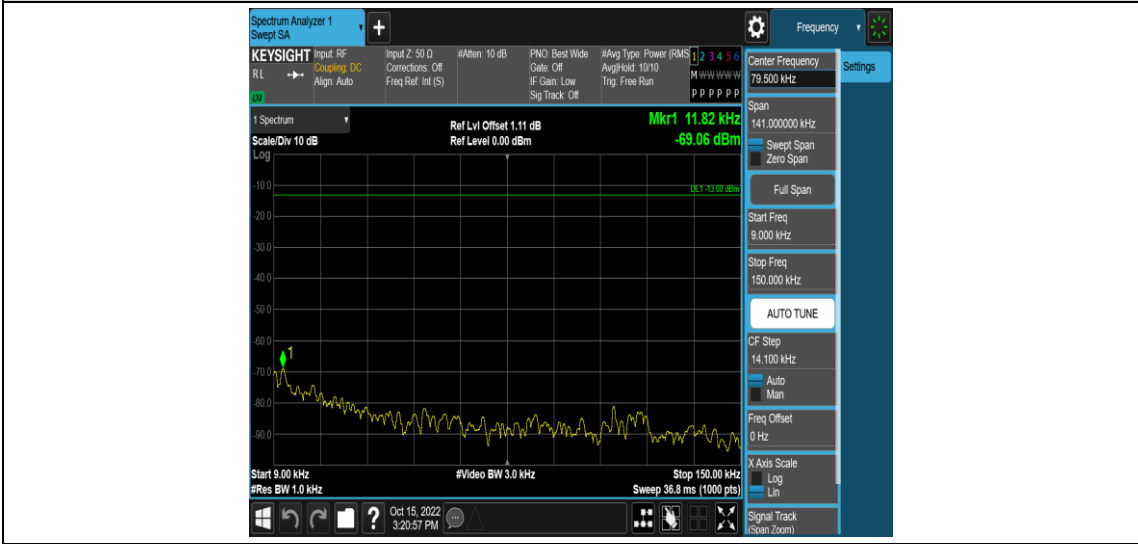 Spectrum Analyzer 1
Swept SA
+
Frequency
KEYSIGHT
RL
Input: RF
Coupling: DC
Align: Auto
Input Z: 50 Ω
Corrections: Off
Freq Ref: Int (S)
#Atten: 10 dB
PNO: Best Wide
Gate: Off
IF Gain: Low
Sig Track: Off
#Avg Type: Power (RMS
Avg|Hold: 10/10
Trig: Free Run
1 2 3 4 5 6
M W W W W W
P P P P P P
1 Spectrum
Scale/Div 10 dB
Log
Ref Lvl Offset 1.11 dB
Ref Level 0.00 dBm
Mkr1 11.82 kHz
-69.06 dBm
DL1 -13.00 dBm
-10.0
-20.0
-30.0
-40.0
-50.0
-60.0
-70.0
-80.0
-90.0
1
Start 9.00 kHz
#Res BW 1.0 kHz
#Video BW 3.0 kHz
Stop 150.00 kHz
Sweep 36.8 ms (1000 pts)
?
Oct 15, 2022
3:20:57 PM
Center Frequency
79.500 kHz
Settings
Span
141.000000 kHz
Swept Span
Zero Span
Full Span
Start Freq
9.000 kHz
Stop Freq
150.000 kHz
AUTO TUNE
CF Step
14.100 kHz
Auto
Man
Freq Offset
0 Hz
X Axis Scale
Log
Lin
Signal Track
(Span Zoom)